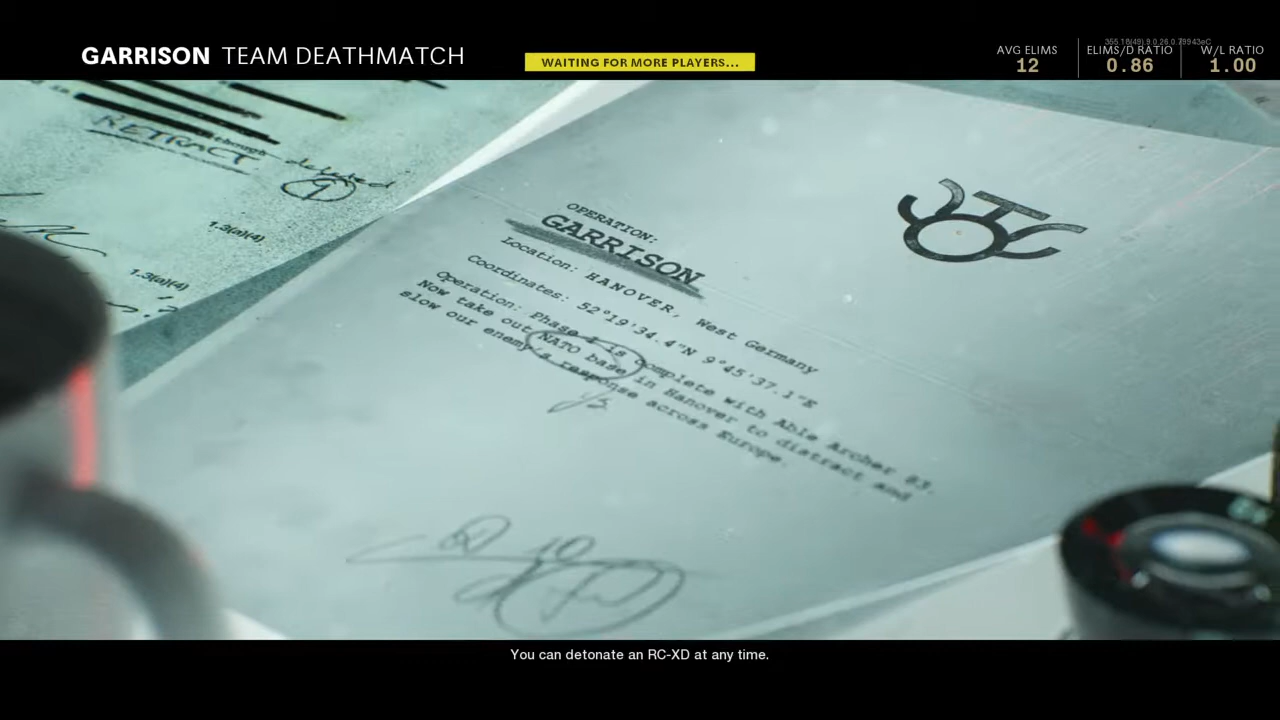 GARRISON TEAM DEATHMATCH
WAITING FOR MORE PLAYERS...
AVG ELIMS
12
ELIMS/D RATIO
0.86
W/L RATIO
1.00
RETRACT
through
deleted
9
1.3(a)(4)
1.3(a)(4)
OPERATION:
GARRISON
Location: HANOVER, West Germany
Coordinates: 52°19'34.4"N 9°45'37.1"E
Operation: Phase 1 is complete with Able Archer 83.
Now take out NATO base in Hanover to distract and
slow our enemy's response across Europe.
You can detonate an RC-XD at any time.